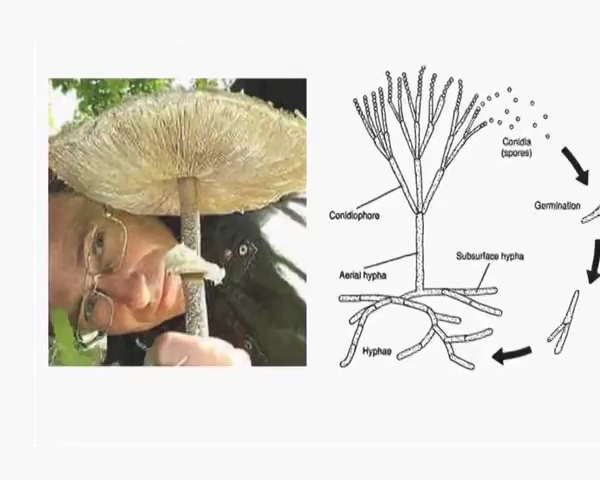 Conidia
(spores)
Germination
Conidiophore
Subsurface hypha
Aerial hypha
Hyphae